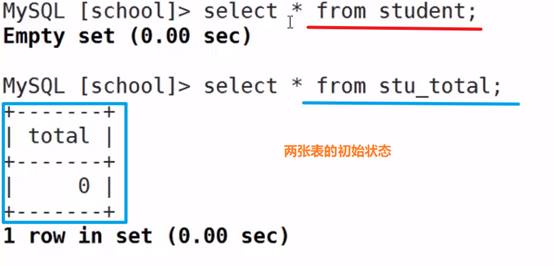 MySQL [school]> select * from student;
Empty set (0.00 sec)
MySQL [school]> select * from stu_total;
+-------+
| total |
+-------+
|     0 |
+-------+
两张表的初始状态
1 row in set (0.00 sec)